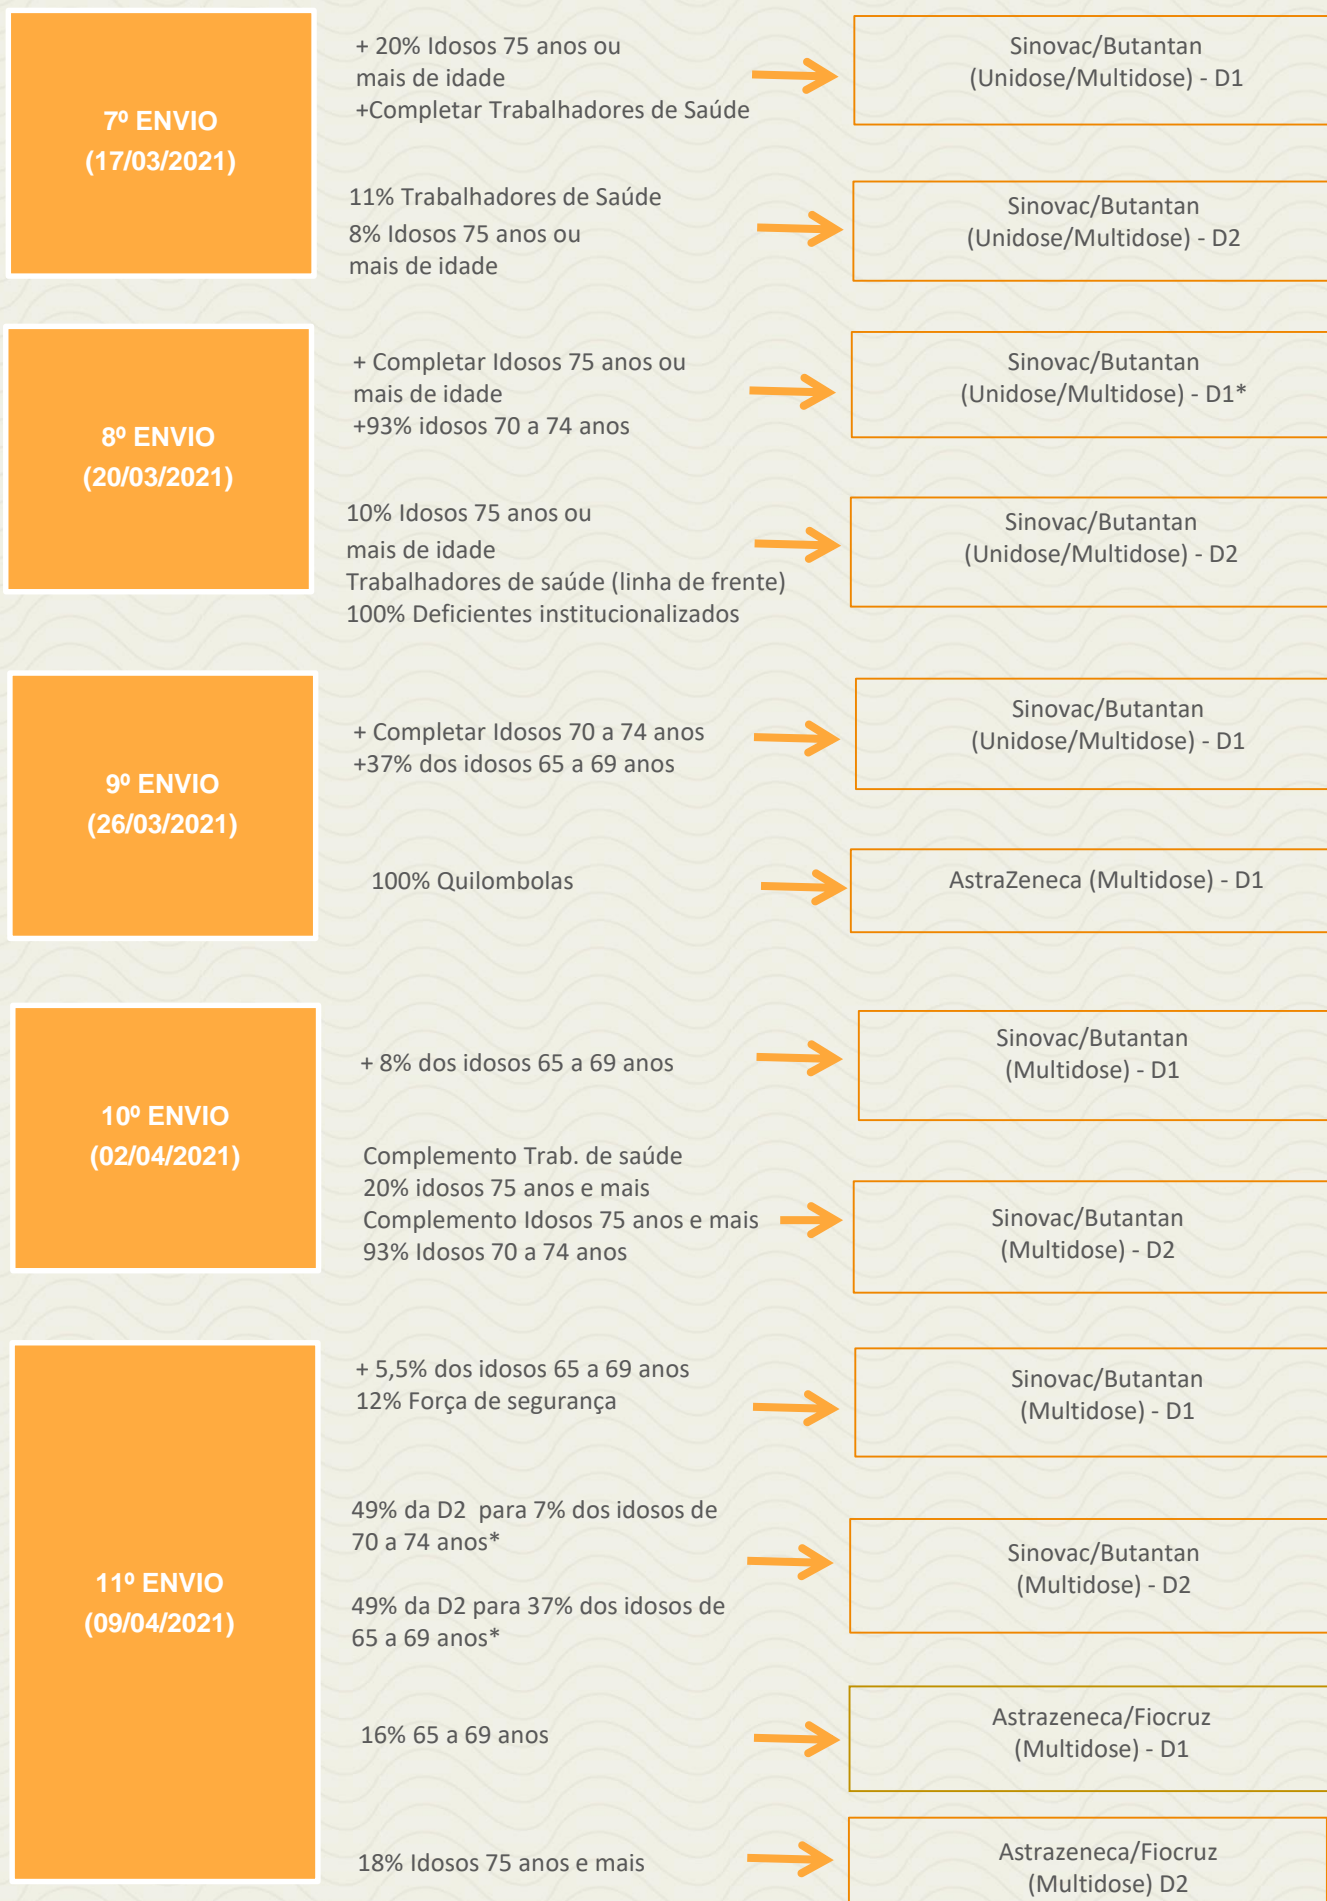 7º ENVIO
(17/03/2021)
+ 20% Idosos 75 anos ou
mais de idade
+Completar Trabalhadores de Saúde
Sinovac/Butantan
(Unidose/Multidose) - D1
11% Trabalhadores de Saúde
8% Idosos 75 anos ou
mais de idade
Sinovac/Butantan
(Unidose/Multidose) - D2
8º ENVIO
(20/03/2021)
+ Completar Idosos 75 anos ou
mais de idade
+93% idosos 70 a 74 anos
Sinovac/Butantan
(Unidose/Multidose) - D1*
10% Idosos 75 anos ou
mais de idade
Trabalhadores de saúde (linha de frente)
100% Deficientes institucionalizados
Sinovac/Butantan
(Unidose/Multidose) - D2
9º ENVIO
(26/03/2021)
+ Completar Idosos 70 a 74 anos
+37% dos idosos 65 a 69 anos
Sinovac/Butantan
(Unidose/Multidose) - D1
100% Quilombolas
AstraZeneca (Multidose) - D1
10º ENVIO
(02/04/2021)
+ 8% dos idosos 65 a 69 anos
Sinovac/Butantan
(Multidose) - D1
Complemento Trab. de saúde
20% idosos 75 anos e mais
Complemento Idosos 75 anos e mais
93% Idosos 70 a 74 anos
Sinovac/Butantan
(Multidose) - D2
11º ENVIO
(09/04/2021)
+ 5,5% dos idosos 65 a 69 anos
12% Força de segurança
Sinovac/Butantan
(Multidose) - D1
49% da D2  para 7% dos idosos de
70 a 74 anos*
49% da D2 para 37% dos idosos de
65 a 69 anos*
Sinovac/Butantan
(Multidose) - D2
16% 65 a 69 anos
Astrazeneca/Fiocruz
(Multidose) - D1
18% Idosos 75 anos e mais
Astrazeneca/Fiocruz
(Multidose) D2